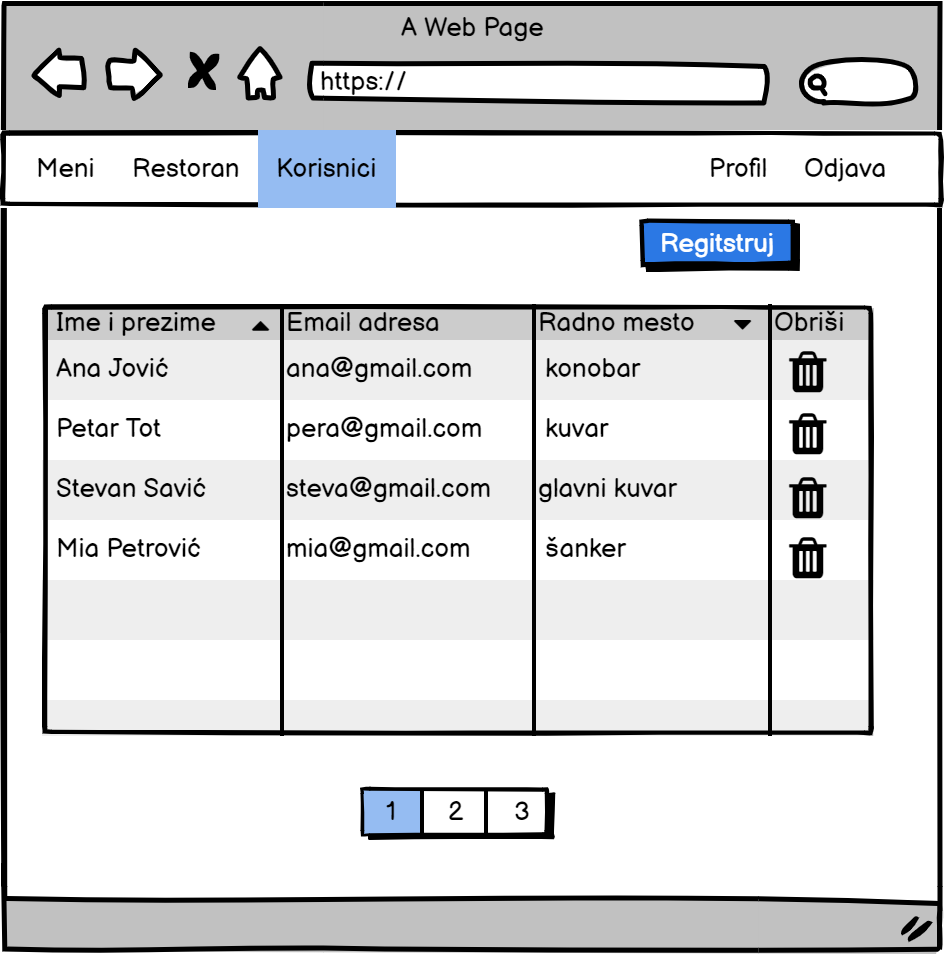 A Web Page
https://
Meni Restoran Korisnici Profil Odjava
Regitstruj
Ime i prezime Email adresa Radno mesto Obriši
Ana Jović ana@gmail.com konobar
Petar Tot pera@gmail.com kuvar
Stevan Savić steva@gmail.com glavni kuvar
Mia Petrović mia@gmail.com šanker
1 2 3